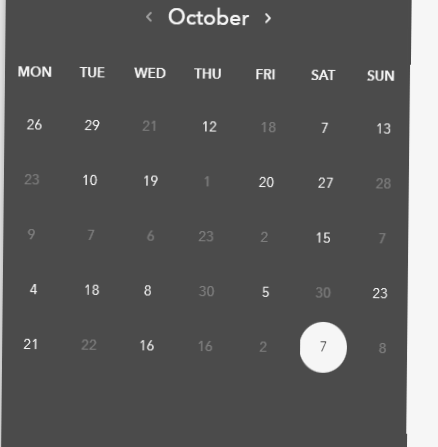 ‹ October ›
MON TUE WED THU FRI SAT SUN
26 29 21 12 18 7 13
23 10 19 1 20 27 28
9 7 6 23 2 15 7
4 18 8 30 5 30 23
21 22 16 16 2 7 8